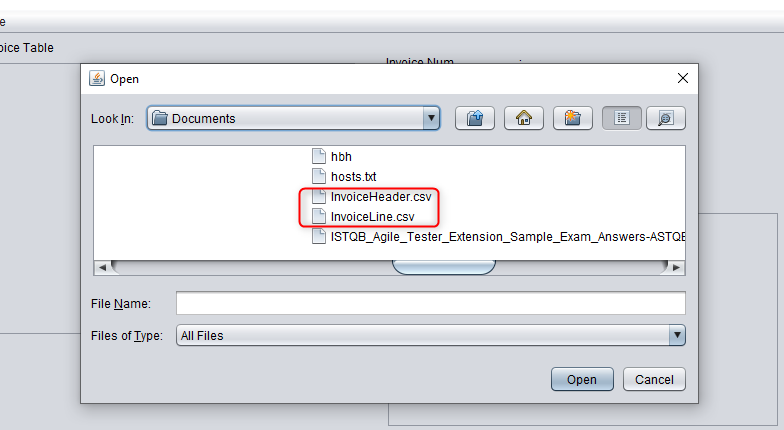 e
oice Table
Invoice Num
:
Open
Look In:
Documents
hbh
hosts.txt
InvoiceHeader.csv
InvoiceLine.csv
ISTQB_Agile_Tester_Extension_Sample_Exam_Answers-ASTQB
File Name:
Files of Type:
All Files
Open
Cancel